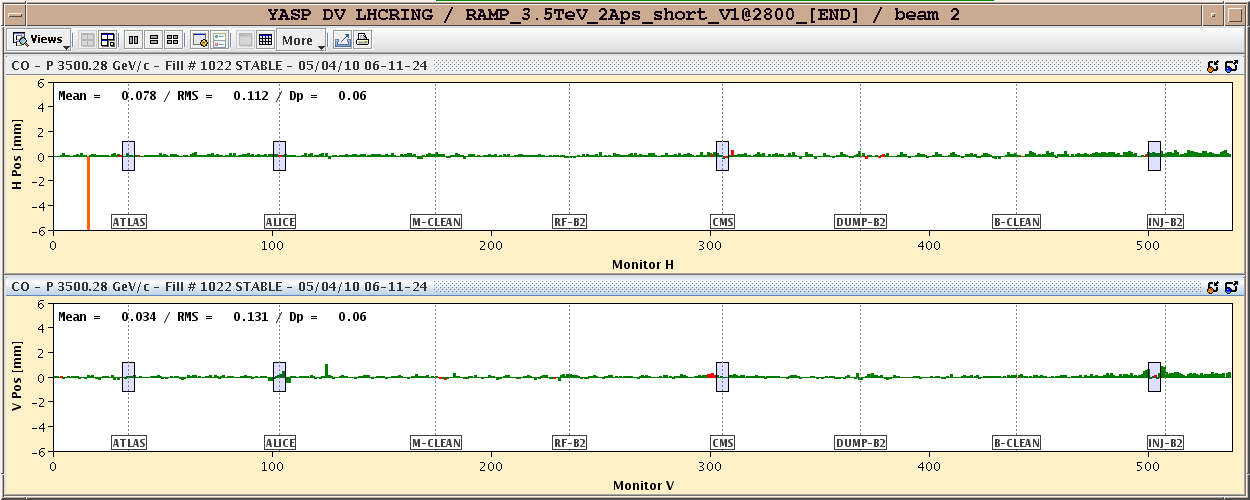 YASP DV LHCRING / RAMP_3.5TeV_2Aps_short_V1@2800_[END] / beam 2
Views More
CO - P 3500.28 GeV/c - Fill # 1022 STABLE - 05/04/10 06-11-24
Mean = 0.078 / RMS = 0.112 / Dp = 0.06
H Pos [mm]
6
4
2
0
-2
-4
-6
ATLAS ALICE M-CLEAN RF-B2 CMS DUMP-B2 B-CLEAN INJ-B2
0 100 200 300 400 500
Monitor H
CO - P 3500.28 GeV/c - Fill # 1022 STABLE - 05/04/10 06-11-24
Mean = 0.034 / RMS = 0.131 / Dp = 0.06
V Pos [mm]
6
4
2
0
-2
-4
-6
ATLAS ALICE M-CLEAN RF-B2 CMS DUMP-B2 B-CLEAN INJ-B2
0 100 200 300 400 500
Monitor V